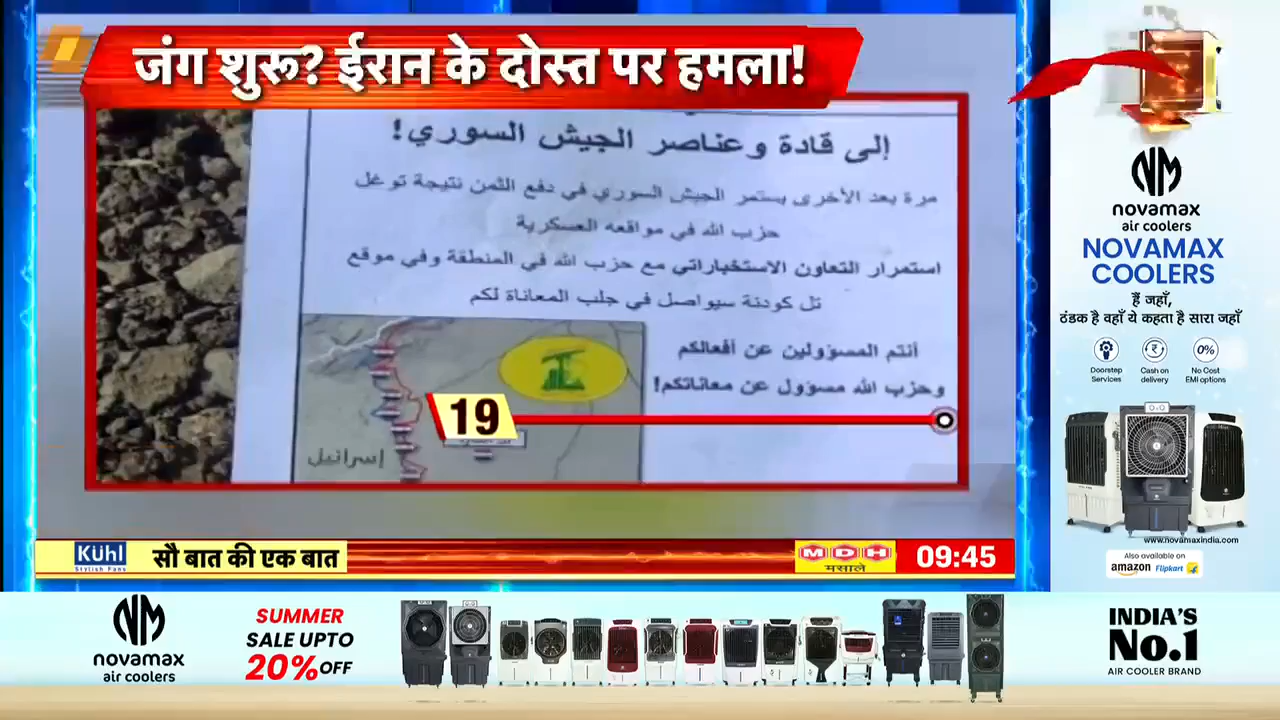 जंग शुरू? ईरान के दोस्त पर हमला!
إلى قادة وعناصر الجيش السوري!
مرة بعد الأخرى يستمر الجيش السوري في دفع الثمن نتيجة توغل
حزب الله في مواقعه العسكرية
استمرار التعاون الاستخباراتي مع حزب الله في المنطقة وفي موقع
تل كودنة سيواصل في جلب المعاناة لكم
أنتم المسؤولين عن أفعالكم
وحزب الله مسؤول عن معاناتكم!
إسرائيل
19
Kühl
Stylish Fans
सौ बात की एक बात
MDH
मसाले
09:45
NM
novamax
air coolers
NOVAMAX
COOLERS
हैं जहाँ,
ठंडक है वहाँ ये कहता है सारा जहाँ
Doorstep
Services
₹
Cash on
delivery
0%
No Cost
EMI options
www.novamaxindia.com
Also available on
amazon Flipkart
NM
novamax
air coolers
SUMMER
SALE UPTO
20% OFF
INDIA'S
No.1
AIR COOLER BRAND